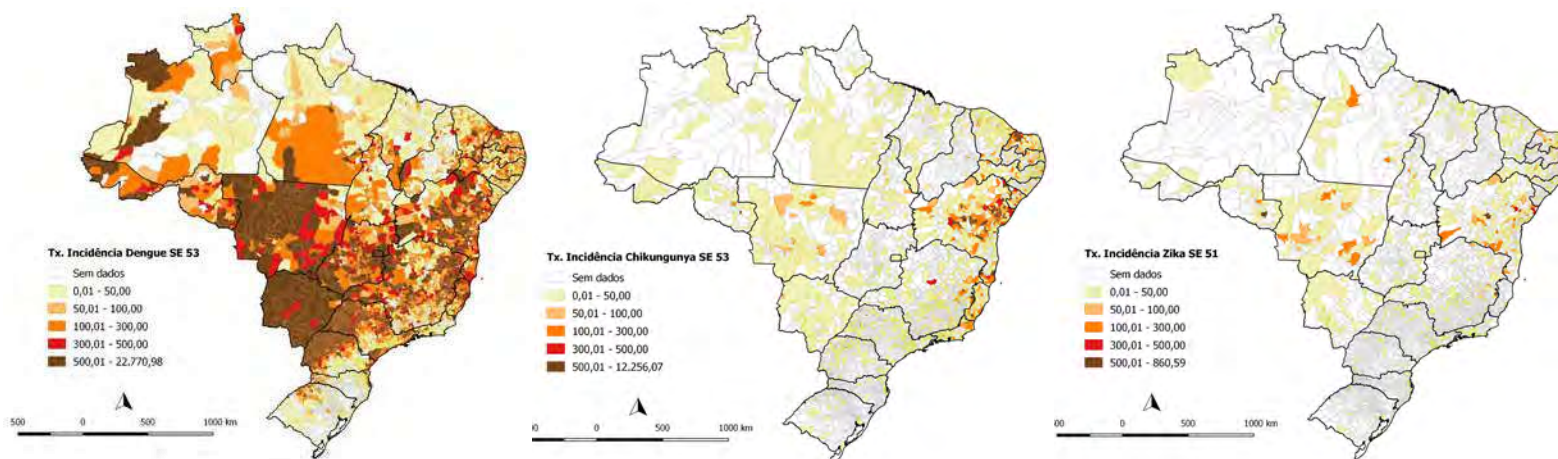 Tx. Incidência Dengue SE 53
Sem dados
0,01 - 50,00
50,01 - 100,00
100,01 - 300,00
300,01 - 500,00
500,01 - 22.770,98
500 0 500 1000 km
Tx. Incidência Chikungunya SE 53
Sem dados
0,01 - 50,00
50,01 - 100,00
100,01 - 300,00
300,01 - 500,00
500,01 - 12.256,07
00 0 500 1000 km
Tx. Incidência Zika SE 51
Sem dados
0,01 - 50,00
50,01 - 100,00
100,01 - 300,00
300,01 - 500,00
500,01 - 860,59
00 0 500 1000 km